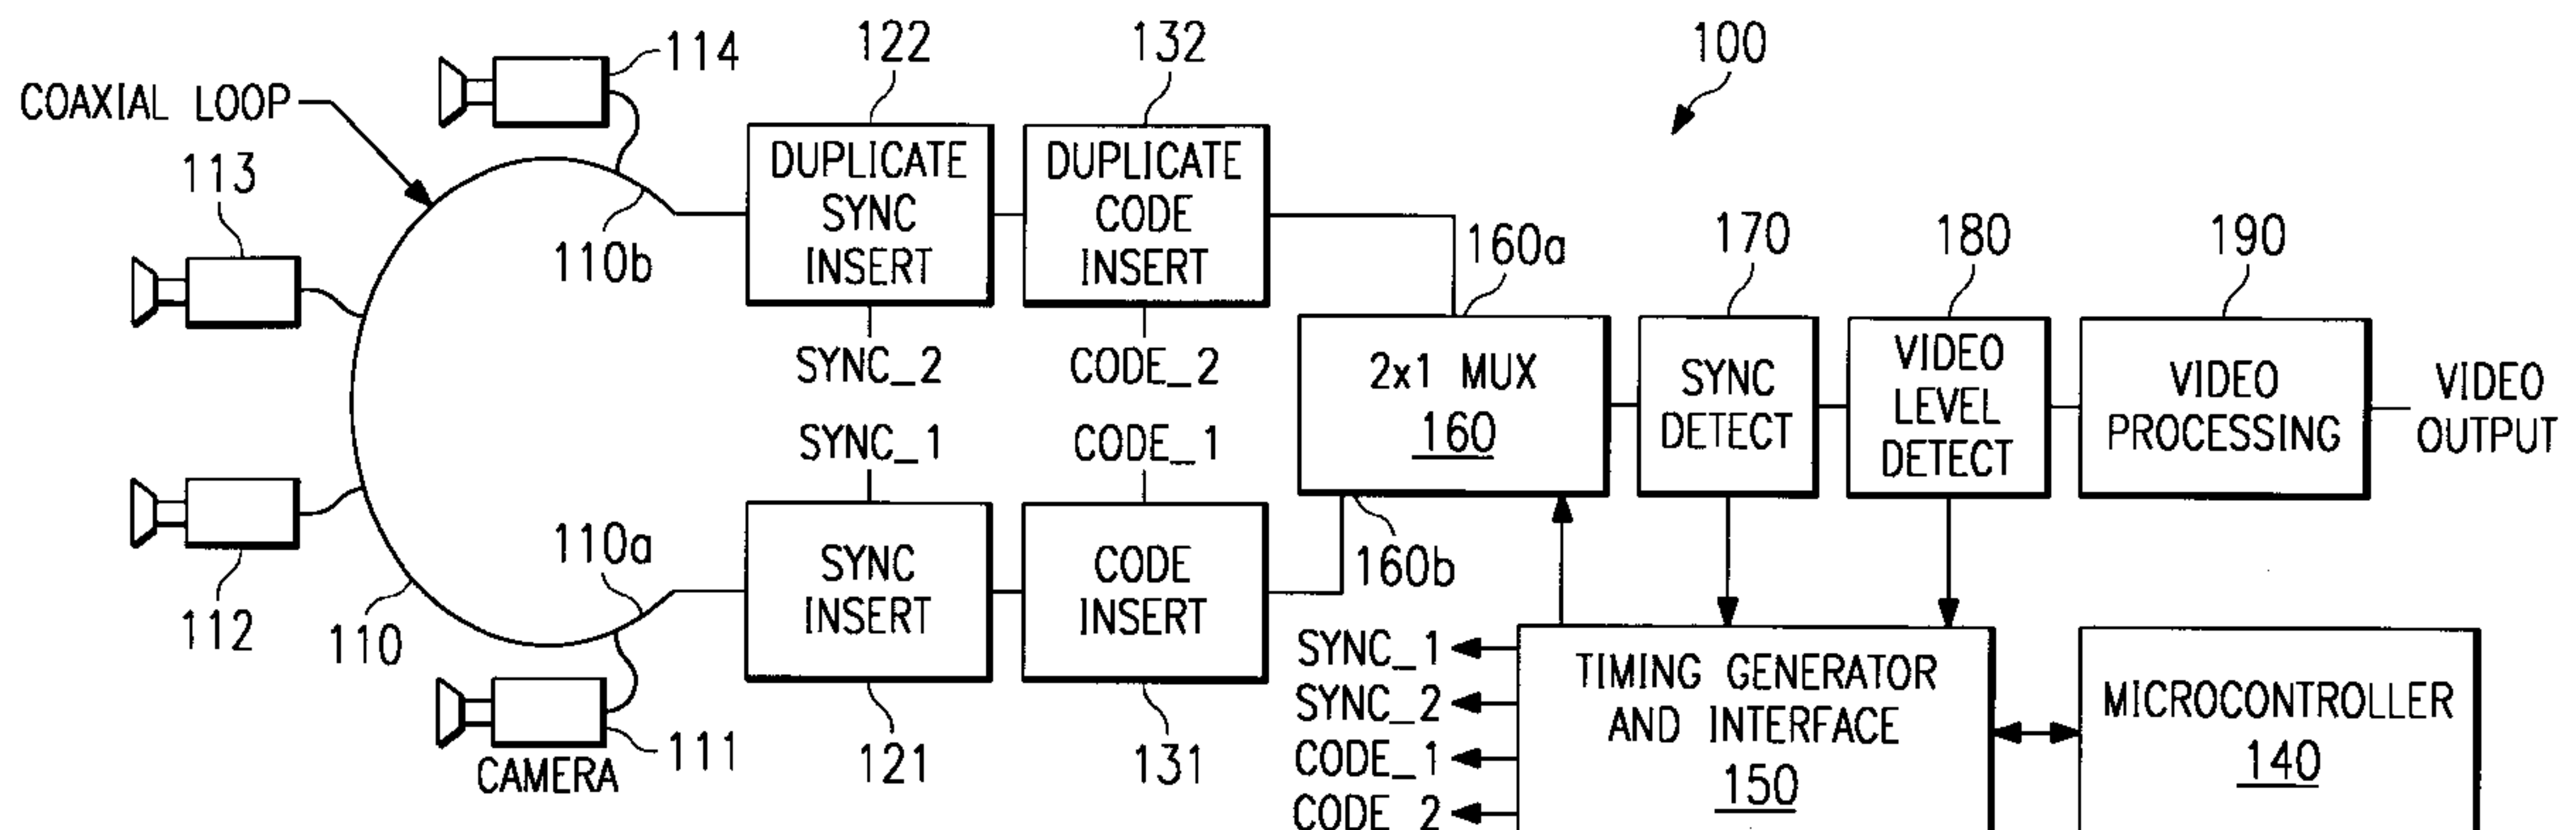 100
COAXIAL LOOP
114
113
112
110
110b
110a
111
CAMERA
122
DUPLICATE
SYNC
INSERT
132
DUPLICATE
CODE
INSERT
SYNC_2
CODE_2
SYNC_1
CODE_1
SYNC
INSERT
121
CODE
INSERT
131
160a
2x1 MUX
160
160b
170
SYNC
DETECT
180
VIDEO
LEVEL
DETECT
190
VIDEO
PROCESSING
VIDEO
OUTPUT
SYNC_1
SYNC_2
CODE_1
CODE_2
TIMING GENERATOR
AND INTERFACE
150
MICROCONTROLLER
140